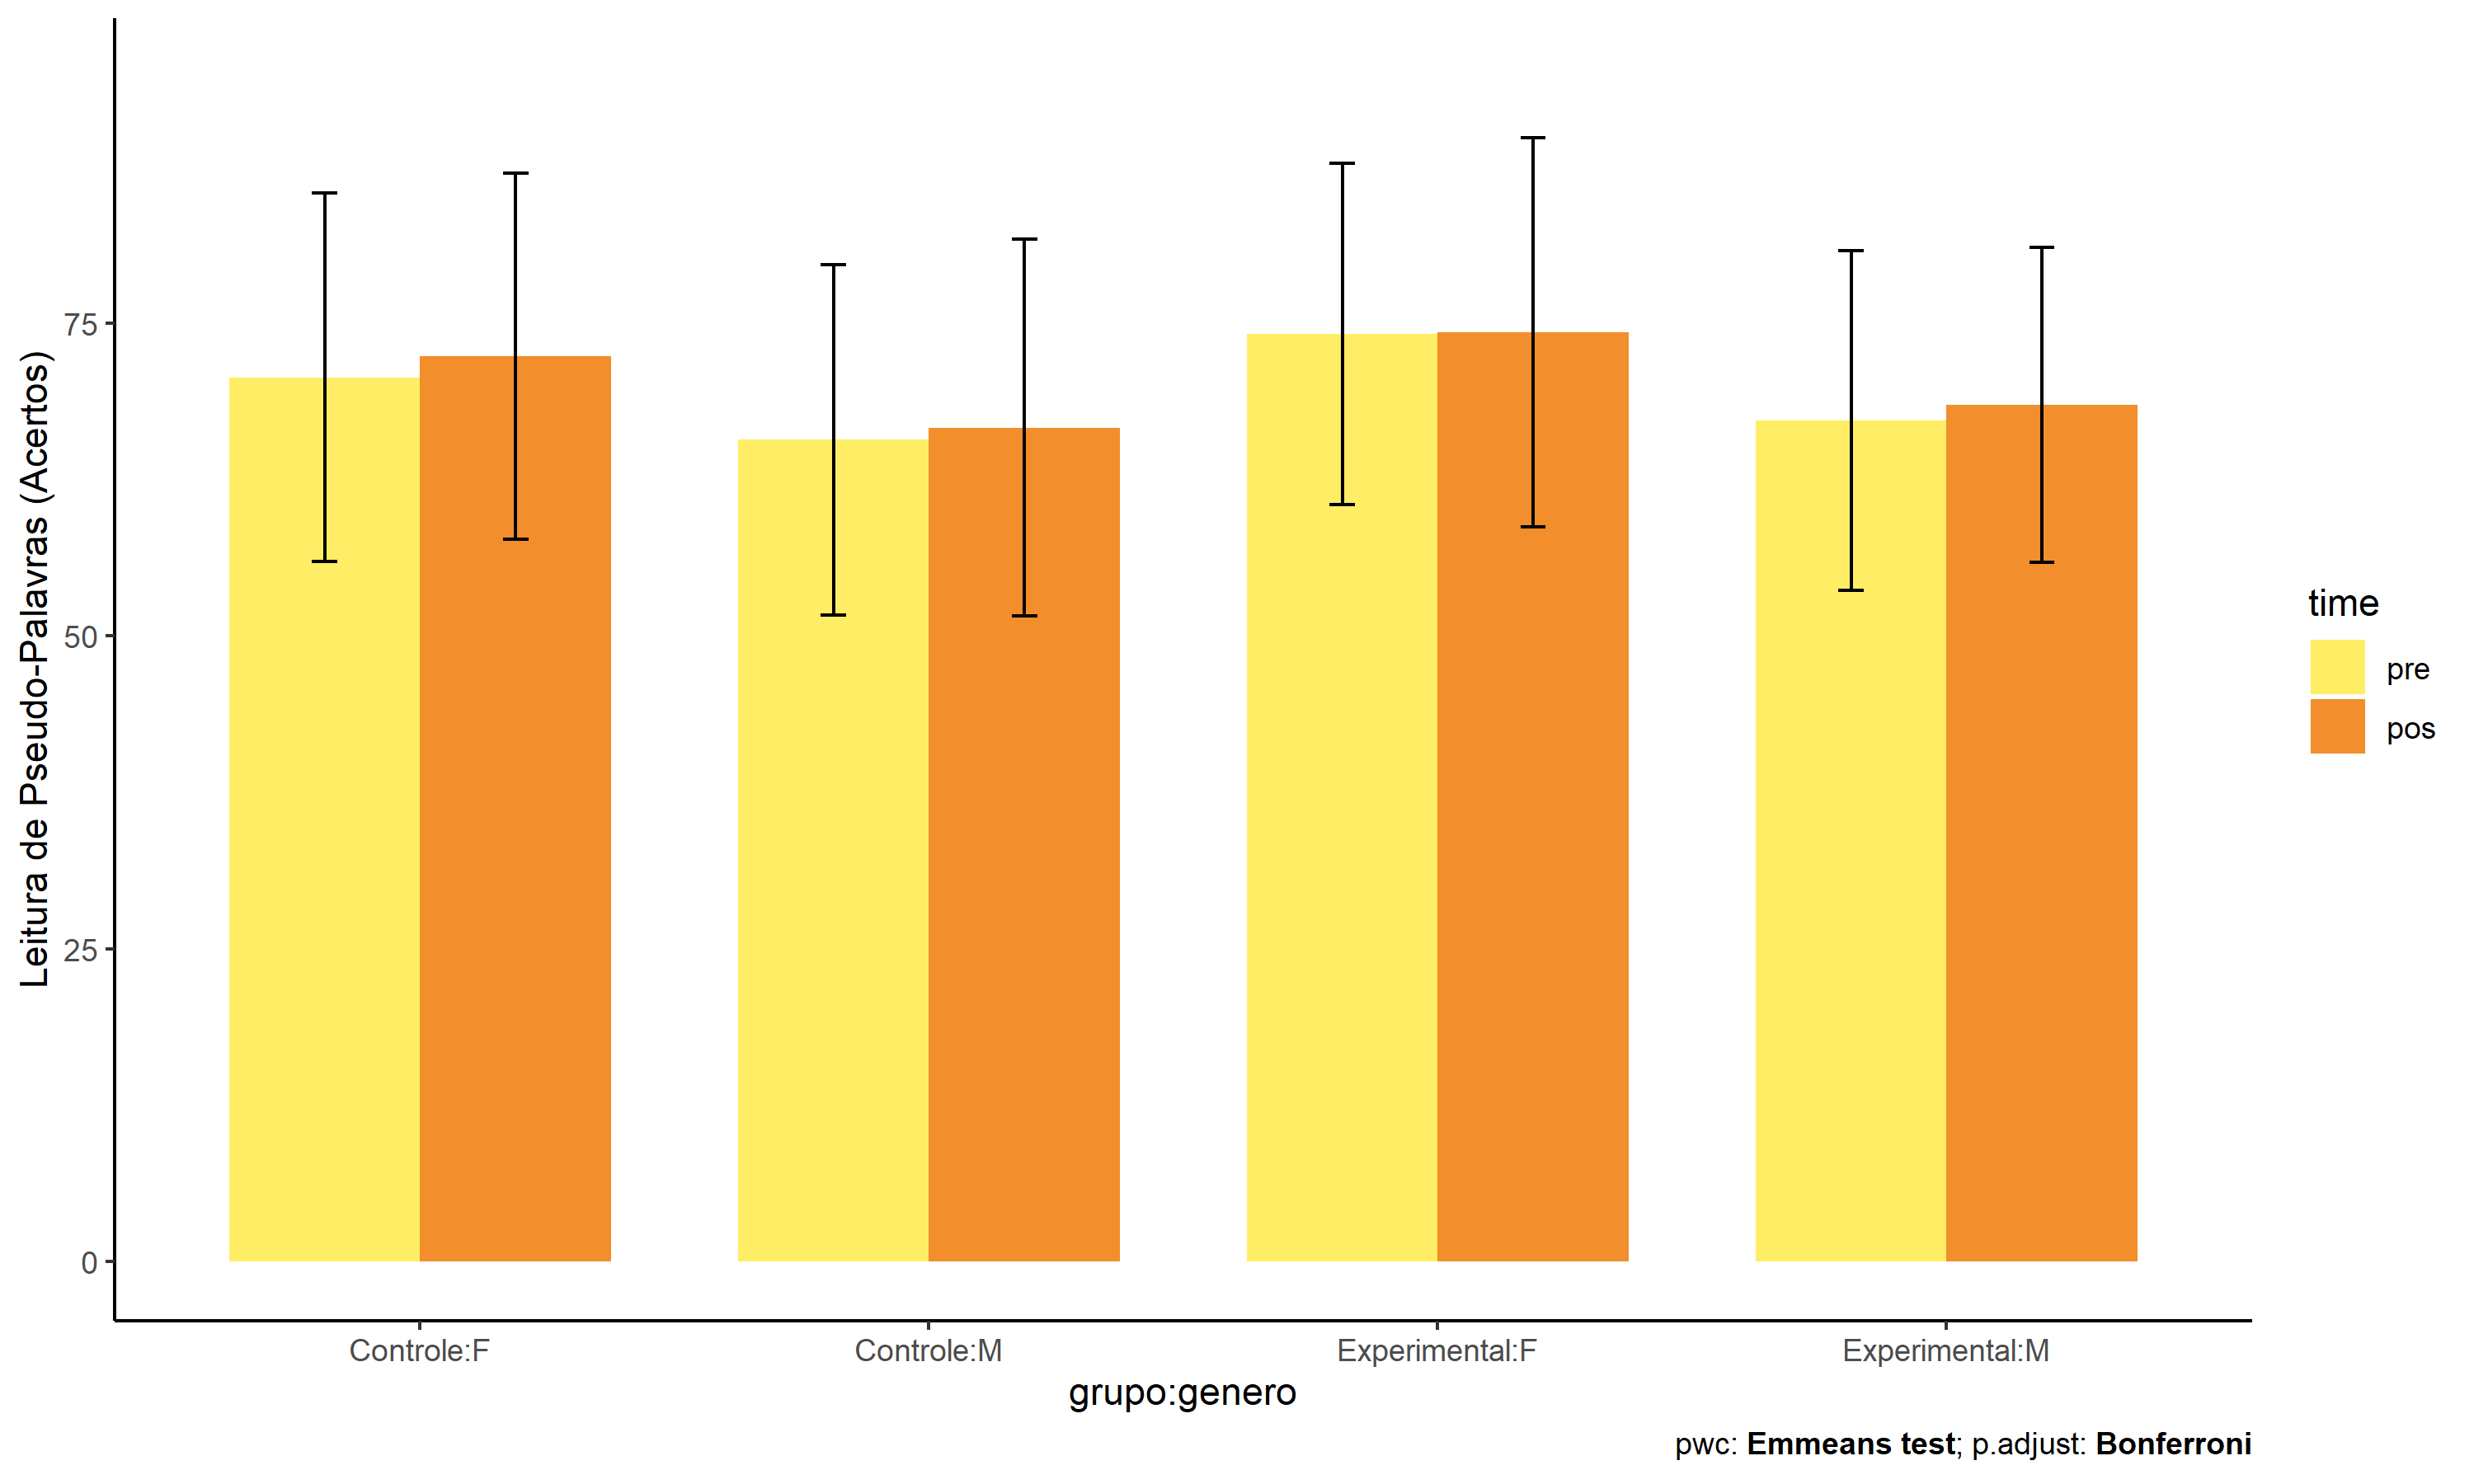 Leitura de Pseudo-Palavras (Acertos)
75
50
25
0
Controle:F
Controle:M
Experimental:F
Experimental:M
grupo:genero
time
pre
pos
pwc: Emmeans test; p.adjust: Bonferroni